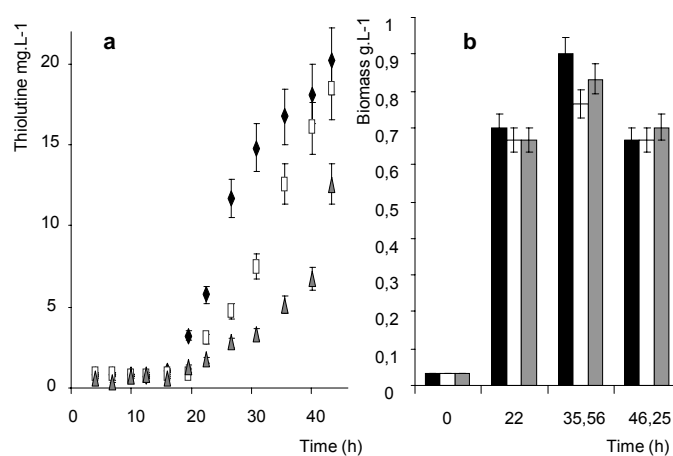 a
Thiolutine mg.L-1
20
15
10
5
0
0 10 20 30 40
Time (h)
b
Biomass g.L-1
1
0,9
0,8
0,7
0,6
0,5
0,4
0,3
0,2
0,1
0
0 22 35,56 46,25
Time (h)